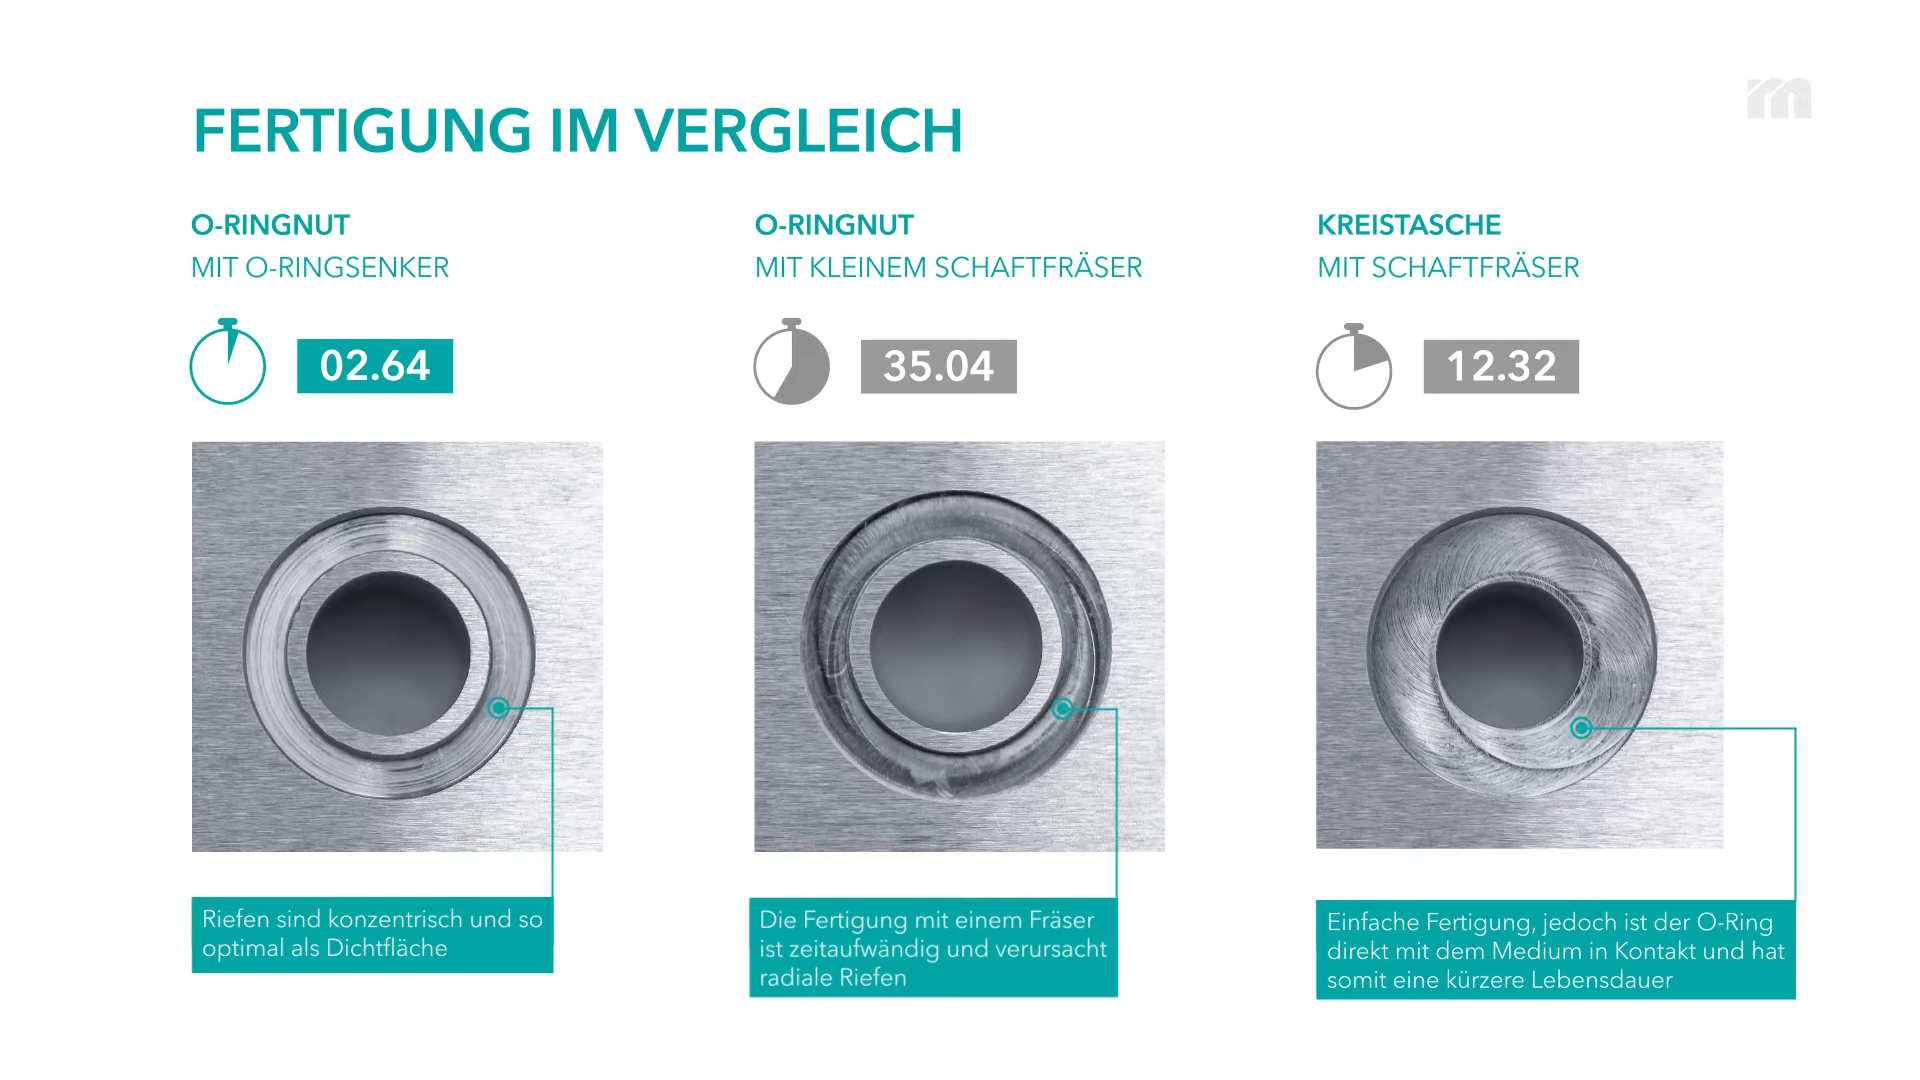 FERTIGUNG IM VERGLEICH
O-RINGNUT
MIT O-RINGSENKER
02.64
Riefen sind konzentrisch und so
optimal als Dichtfläche
O-RINGNUT
MIT KLEINEM SCHAFTFRÄSER
35.04
Die Fertigung mit einem Fräser
ist zeitaufwändig und verursacht
radiale Riefen
KREISTASCHE
MIT SCHAFTFRÄSER
12.32
Einfache Fertigung, jedoch ist der O-Ring
direkt mit dem Medium in Kontakt und hat
somit eine kürzere Lebensdauer